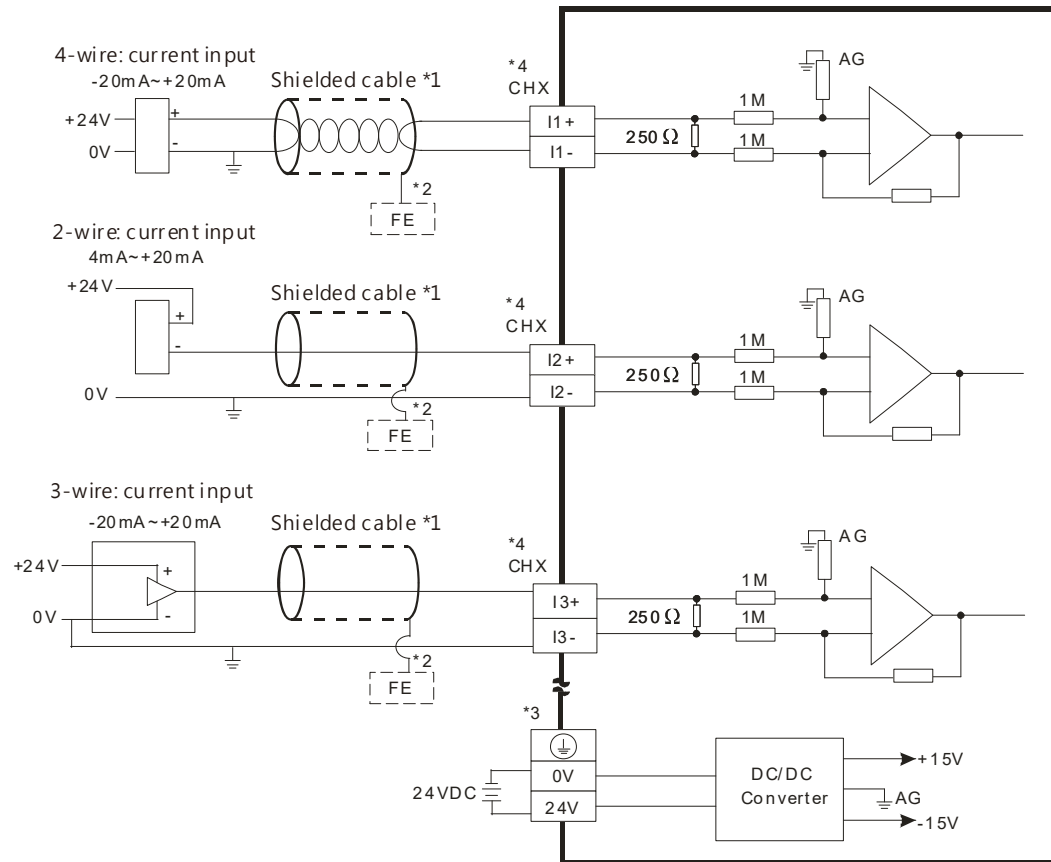 4-wire: current input
-20mA~+20mA
Shielded cable *1
*4
CHX
AG
+24V
+
1M
I1+
250Ω
0V
-
I1-
1M
*2
FE
2-wire: current input
4mA~+20mA
+24V
Shielded cable *1
*4
CHX
AG
+
1M
-
I2+
250Ω
1M
0V
I2-
*2
FE
3-wire: current input
-20mA~+20mA
Shielded cable *1
*4
CHX
AG
+24V
+
1M
I3+
250Ω
0V
-
1M
I3-
*2
FE
*3
24VDC
0V
24V
DC/DC
Converter
+15V
AG
-15V